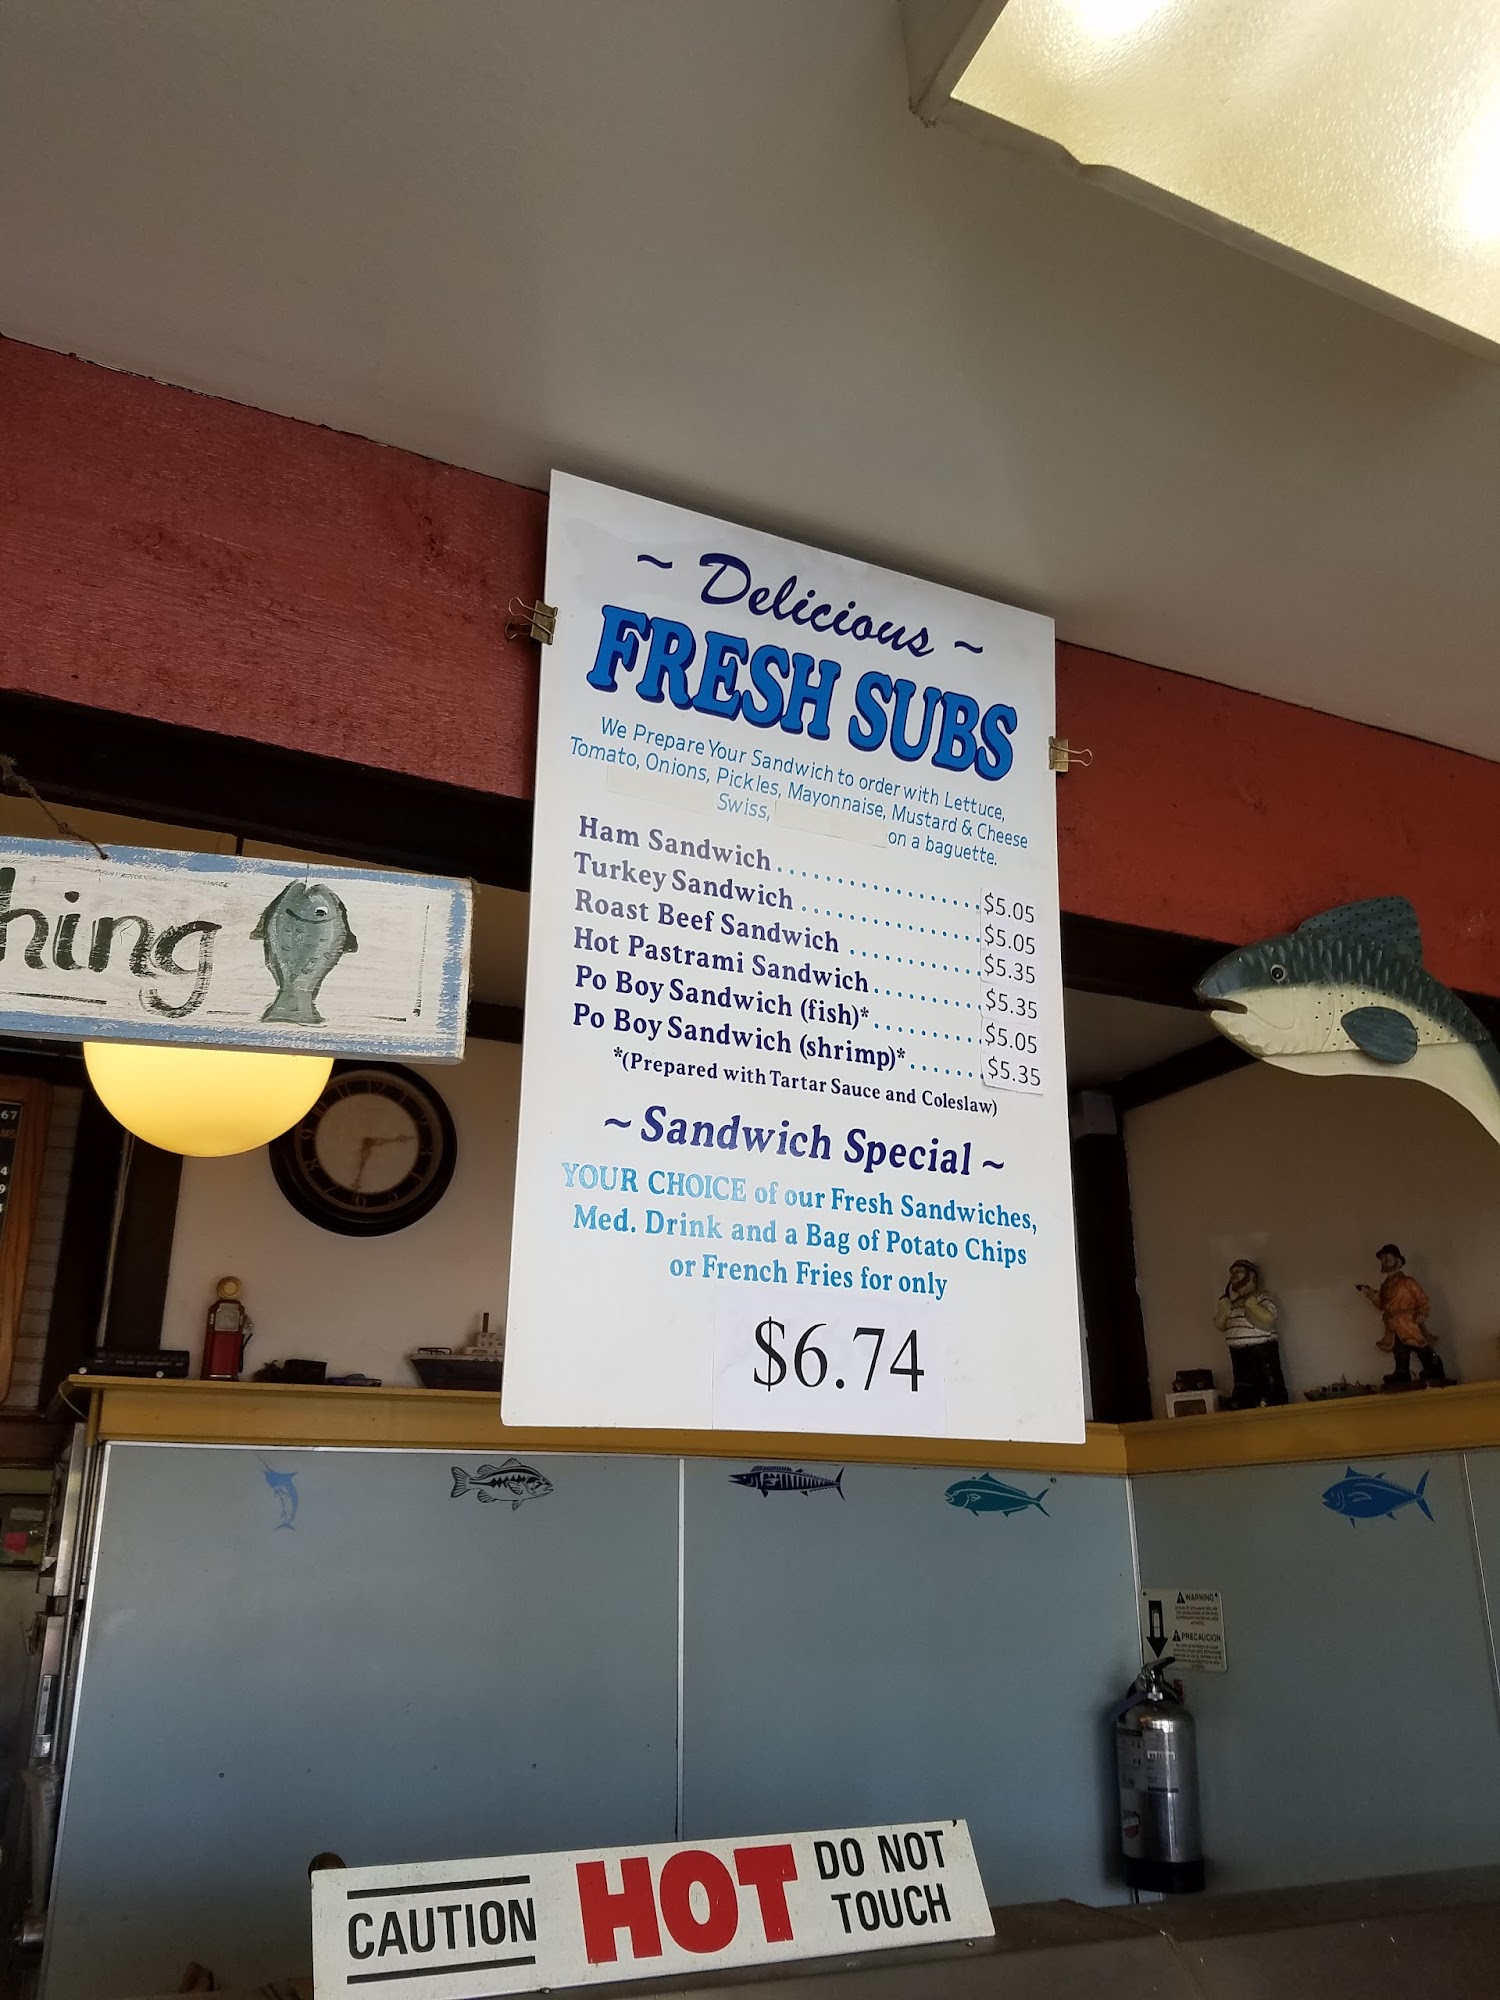 ~ Delicious ~
FRESH SUBS
We Prepare Your Sandwich to order with Lettuce,
Tomato, Onions, Pickles, Mayonnaise, Mustard & Cheese
Swiss, on a baguette.
Ham Sandwich.................$5.05
Turkey Sandwich..............$5.05
Roast Beef Sandwich..........$5.35
Hot Pastrami Sandwich.........$5.35
Po Boy Sandwich (fish)*.........$5.05
Po Boy Sandwich (shrimp)*......$5.35
*(Prepared with Tartar Sauce and Coleslaw)
~ Sandwich Special ~
YOUR CHOICE of our Fresh Sandwiches,
Med. Drink and a Bag of Potato Chips
or French Fries for only
$6.74
hing
67
WARNING
PRECAUCION
CAUTION HOT DO NOT
TOUCH